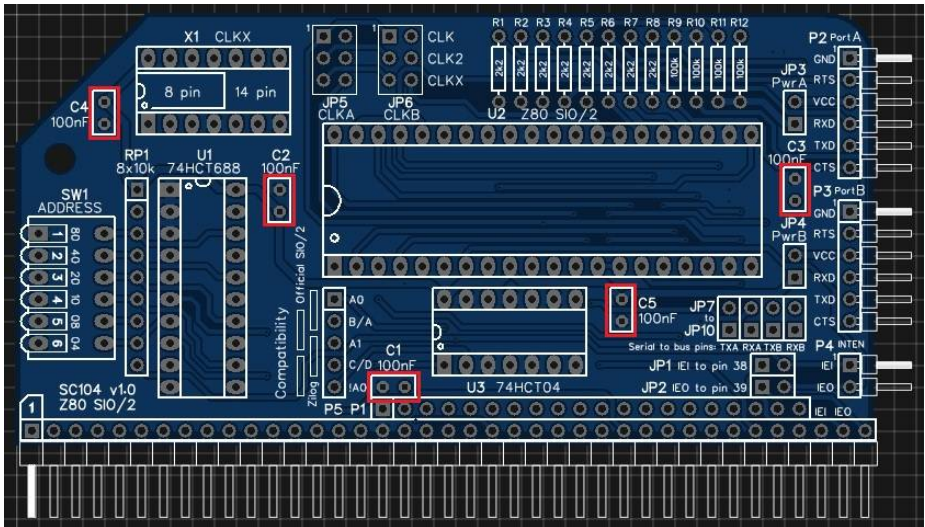 R1 R2 R3 R4 R5 R6 R7 R8 R9 R10 R11 R12
X1 CLKX
1
1
CLK
CLK2
CLKX
2k2 2k2 2k2 2k2 2k2 2k2 2k2 2k2 100k 100k 100k 100k
P2 Port A
1
GND
RTS
VCC
RXD
TXD
CTS
JP3
PwrA
8 pin 14 pin
C4
100nF
JP5
CLKA
JP6
CLKB
U2 Z80 SIO/2
C3
100nF
RP1
8x10k
U1
74HCT688
C2
100nF
P3 Port B
1
GND
RTS
VCC
RXD
TXD
CTS
JP4
PwrB
SW1
ADDRESS
1 80
2 40
3 20
4 10
5 08
6 04
Compatibility
Official SIO/2
Zilog
A0
B/A
A1
C/D
!A0
C1
100nF
C5
100nF
JP7
to
JP10
Serial to bus pins: TXA RXA TXB RXB
P4 INTEN
1
IEI
IEO
JP1 IEI to pin 38
JP2 IEO to pin 39
U3 74HCT04
SC104 v1.0
Z80 SIO/2
1
P5 P1
IEI IEO